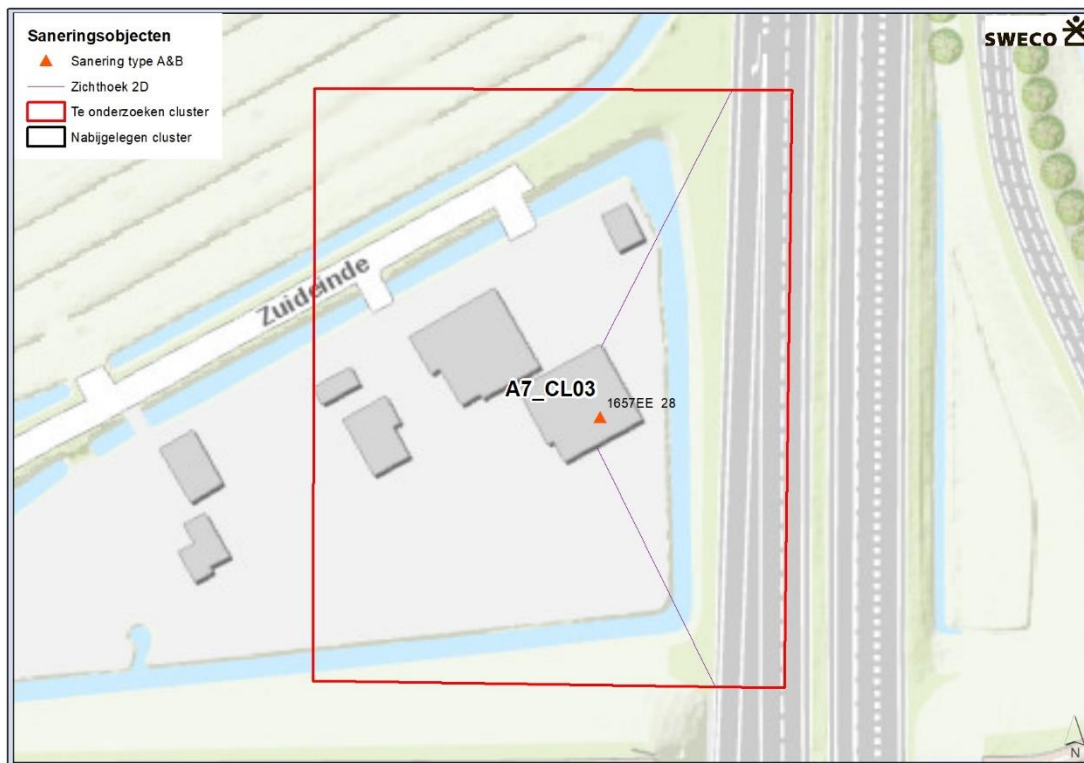 Saneringsobjecten
Sanering type A&B
Zichthoek 2D
Te onderzoeken cluster
Nabijgelegen cluster
SWECO
Zuideinde
A7_CL03
1657EE 28
N